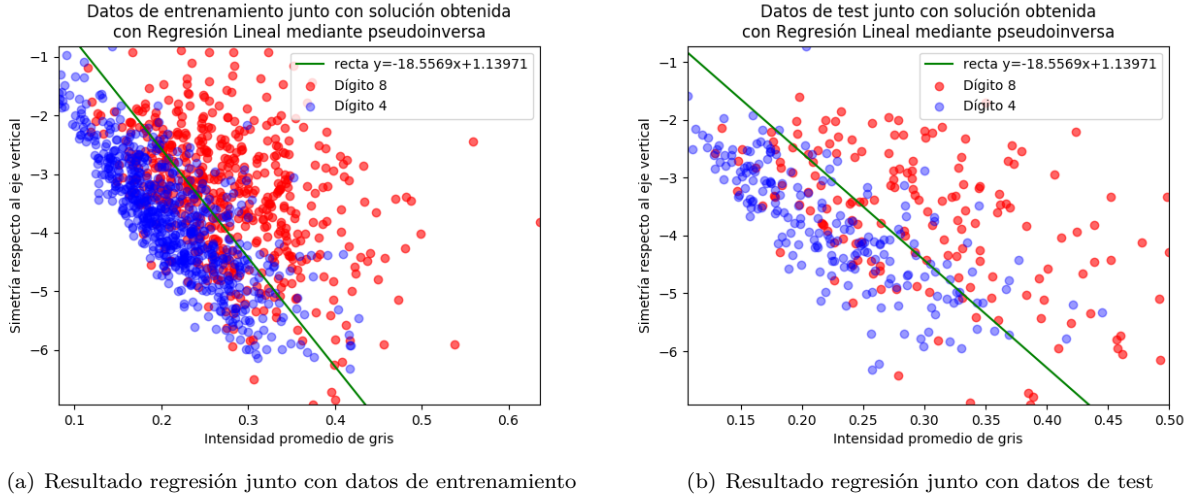 Datos de entrenamiento junto con solución obtenida
con Regresión Lineal mediante pseudoinversa
recta y=-18.5569x+1.13971
Dígito 8
Dígito 4
Simetría respecto al eje vertical
−1
−2
−3
−4
−5
−6
0.1
0.2
0.3
0.4
0.5
0.6
Intensidad promedio de gris
(a) Resultado regresión junto con datos de entrenamiento
Datos de test junto con solución obtenida
con Regresión Lineal mediante pseudoinversa
recta y=-18.5569x+1.13971
Dígito 8
Dígito 4
Simetría respecto al eje vertical
−1
−2
−3
−4
−5
−6
0.15
0.20
0.25
0.30
0.35
0.40
0.45
0.50
Intensidad promedio de gris
(b) Resultado regresión junto con datos de test